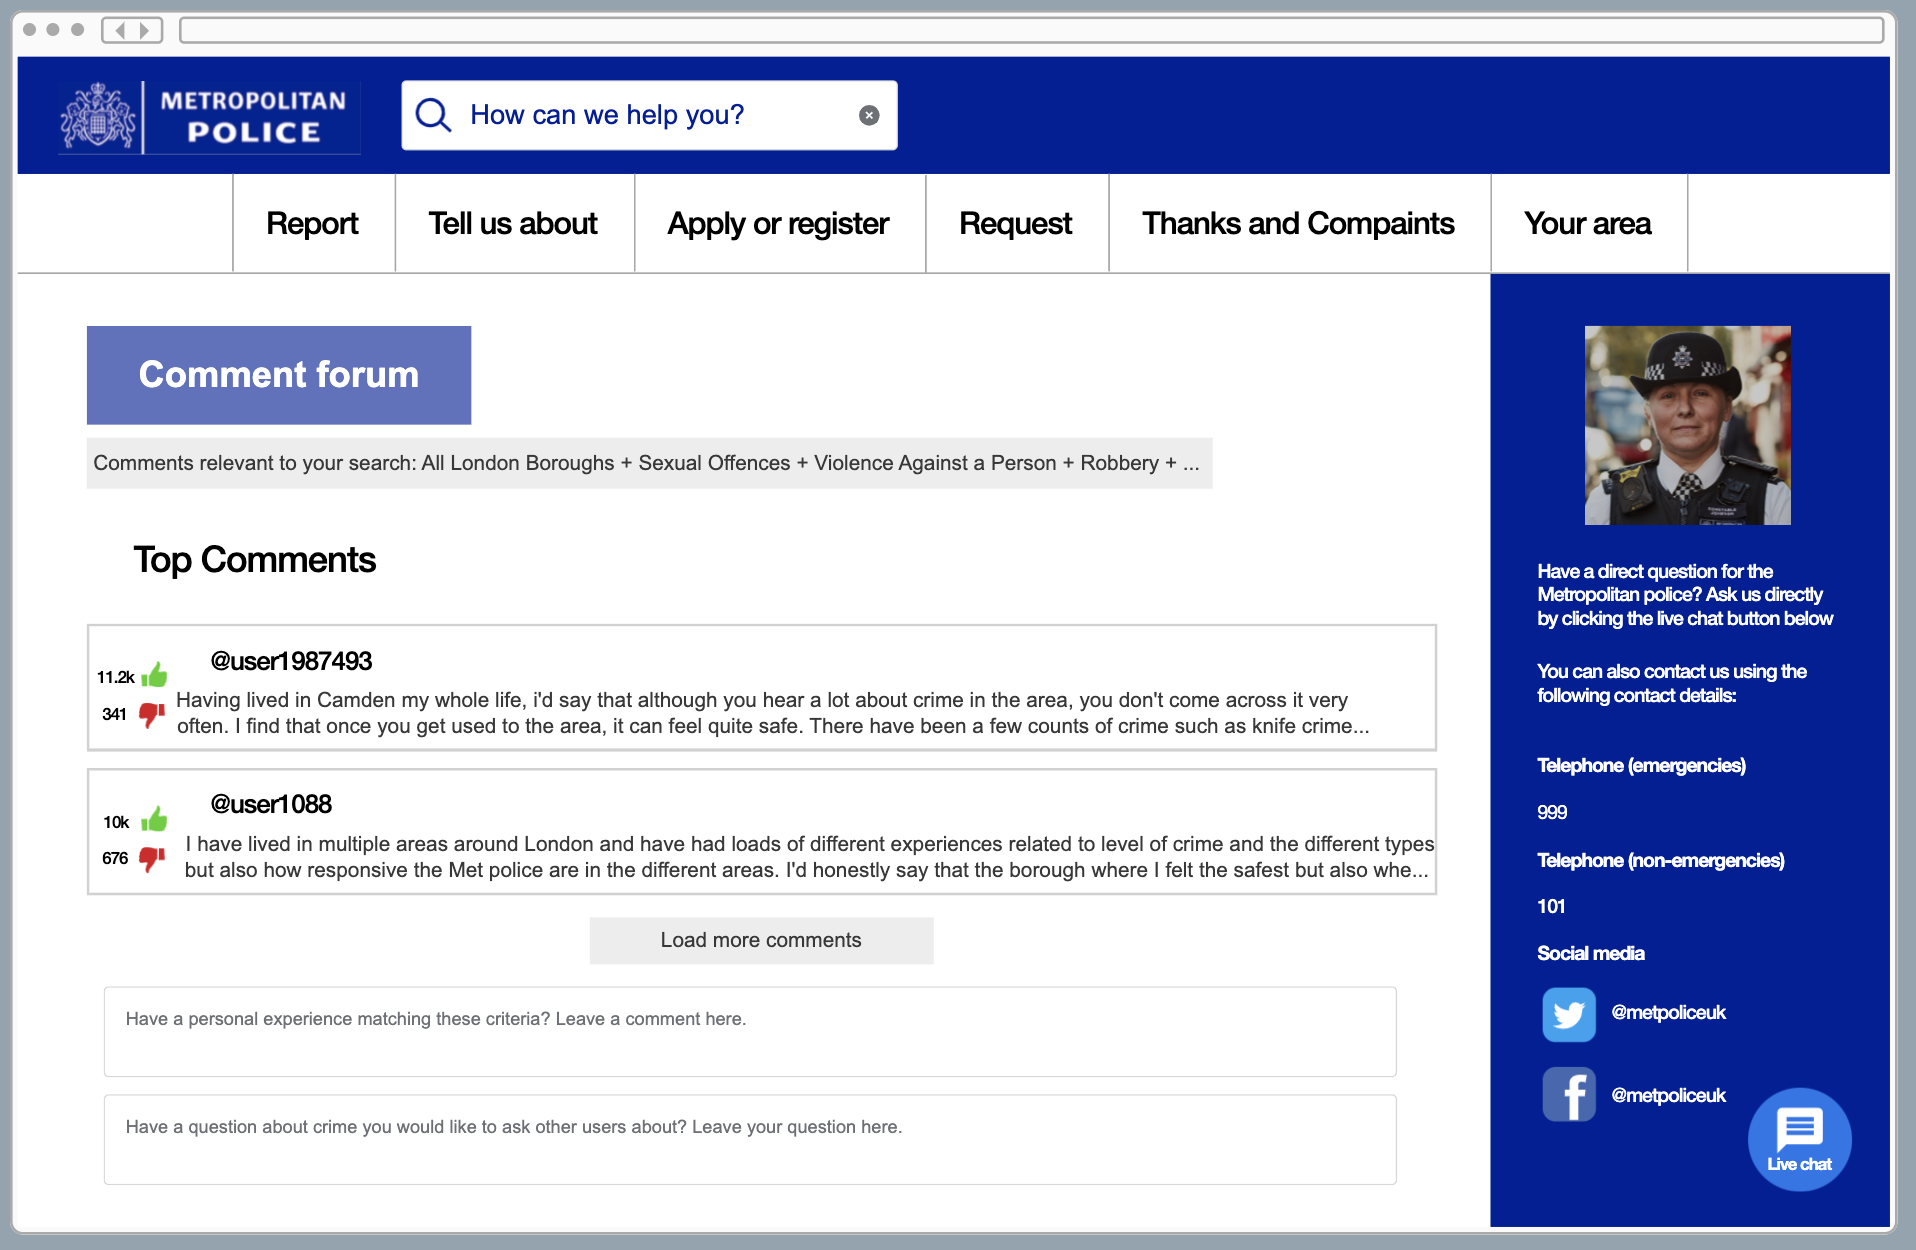 METROPOLITAN
POLICE
How can we help you?
Report
Tell us about
Apply or register
Request
Thanks and Compaints
Your area
Comment forum
Comments relevant to your search: All London Boroughs + Sexual Offences + Violence Against a Person + Robbery + ...
Top Comments
@user1987493
11.2k
341
Having lived in Camden my whole life, i'd say that although you hear a lot about crime in the area, you don't come across it very
often. I find that once you get used to the area, it can feel quite safe. There have been a few counts of crime such as knife crime...
@user1088
10k
676
I have lived in multiple areas around London and have had loads of different experiences related to level of crime and the different types
but also how responsive the Met police are in the different areas. I'd honestly say that the borough where I felt the safest but also whe...
Load more comments
Have a personal experience matching these criteria? Leave a comment here.
Have a question about crime you would like to ask other users about? Leave your question here.
Have a direct question for the
Metropolitan police? Ask us directly
by clicking the live chat button below
You can also contact us using the
following contact details:
Telephone (emergencies)
999
Telephone (non-emergencies)
101
Social media
@metpoliceuk
@metpoliceuk
Live chat